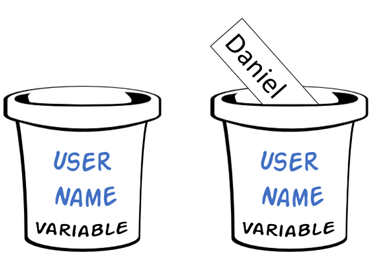 USER
NAME
VARIABLE
Daniel
USER
NAME
VARIABLE